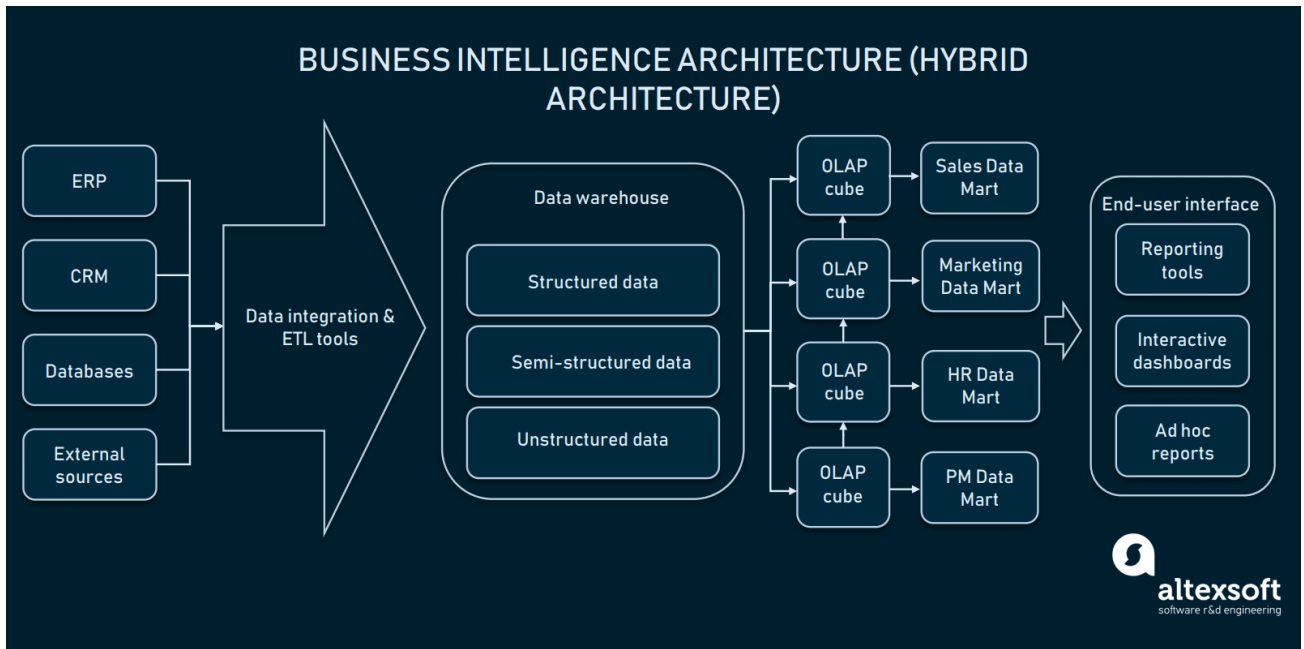 BUSINESS INTELLIGENCE ARCHITECTURE (HYBRID
ARCHITECTURE)
ERP
CRM
Databases
External
sources
Data integration &
ETL tools
Data warehouse
Structured data
Semi-structured data
Unstructured data
OLAP
cube
Sales Data
Mart
OLAP
cube
Marketing
Data Mart
OLAP
cube
HR Data
Mart
OLAP
cube
PM Data
Mart
End-user interface
Reporting
tools
Interactive
dashboards
Ad hoc
reports
altexsoft
software r&d engineering